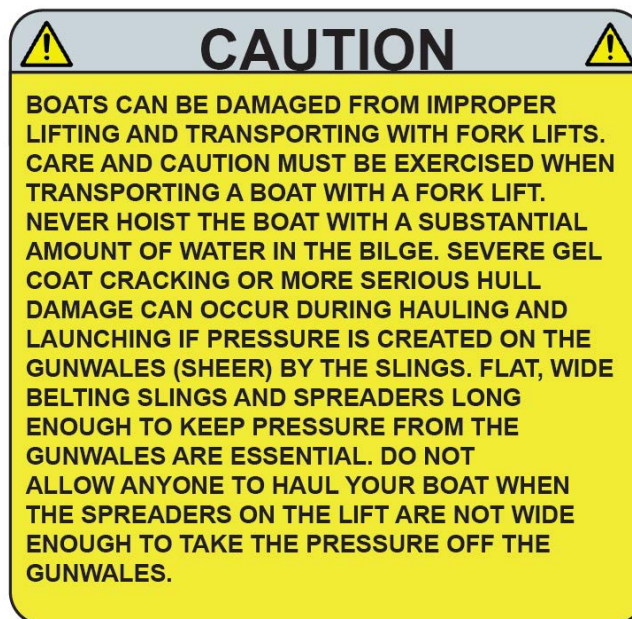 CAUTION
BOATS CAN BE DAMAGED FROM IMPROPER
LIFTING AND TRANSPORTING WITH FORK LIFTS.
CARE AND CAUTION MUST BE EXERCISED WHEN
TRANSPORTING A BOAT WITH A FORK LIFT.
NEVER HOIST THE BOAT WITH A SUBSTANTIAL
AMOUNT OF WATER IN THE BILGE. SEVERE GEL
COAT CRACKING OR MORE SERIOUS HULL
DAMAGE CAN OCCUR DURING HAULING AND
LAUNCHING IF PRESSURE IS CREATED ON THE
GUNWALES (SHEER) BY THE SLINGS. FLAT, WIDE
BELTING SLINGS AND SPREADERS LONG
ENOUGH TO KEEP PRESSURE FROM THE
GUNWALES ARE ESSENTIAL. DO NOT
ALLOW ANYONE TO HAUL YOUR BOAT WHEN
THE SPREADERS ON THE LIFT ARE NOT WIDE
ENOUGH TO TAKE THE PRESSURE OFF THE
GUNWALES.